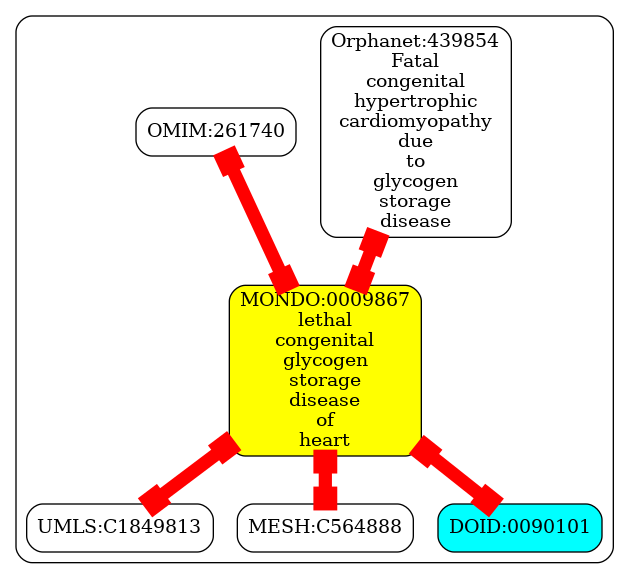 Orphanet:439854
Fatal
congenital
hypertrophic
cardiomyopathy
due
to
glycogen
storage
disease
OMIM:261740
MONDO:0009867
lethal
congenital
glycogen
storage
disease
of
heart
UMLS:C1849813
MESH:C564888
DOID:0090101